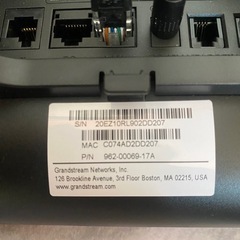 S/N 20EZ10RL902DD207
MAC C074AD2DD207
P/N 962-00069-17A
Grandstream Networks, Inc.
126 Brookline Avenue, 3rd Floor Boston, MA 02215, USA
www.grandstream.com